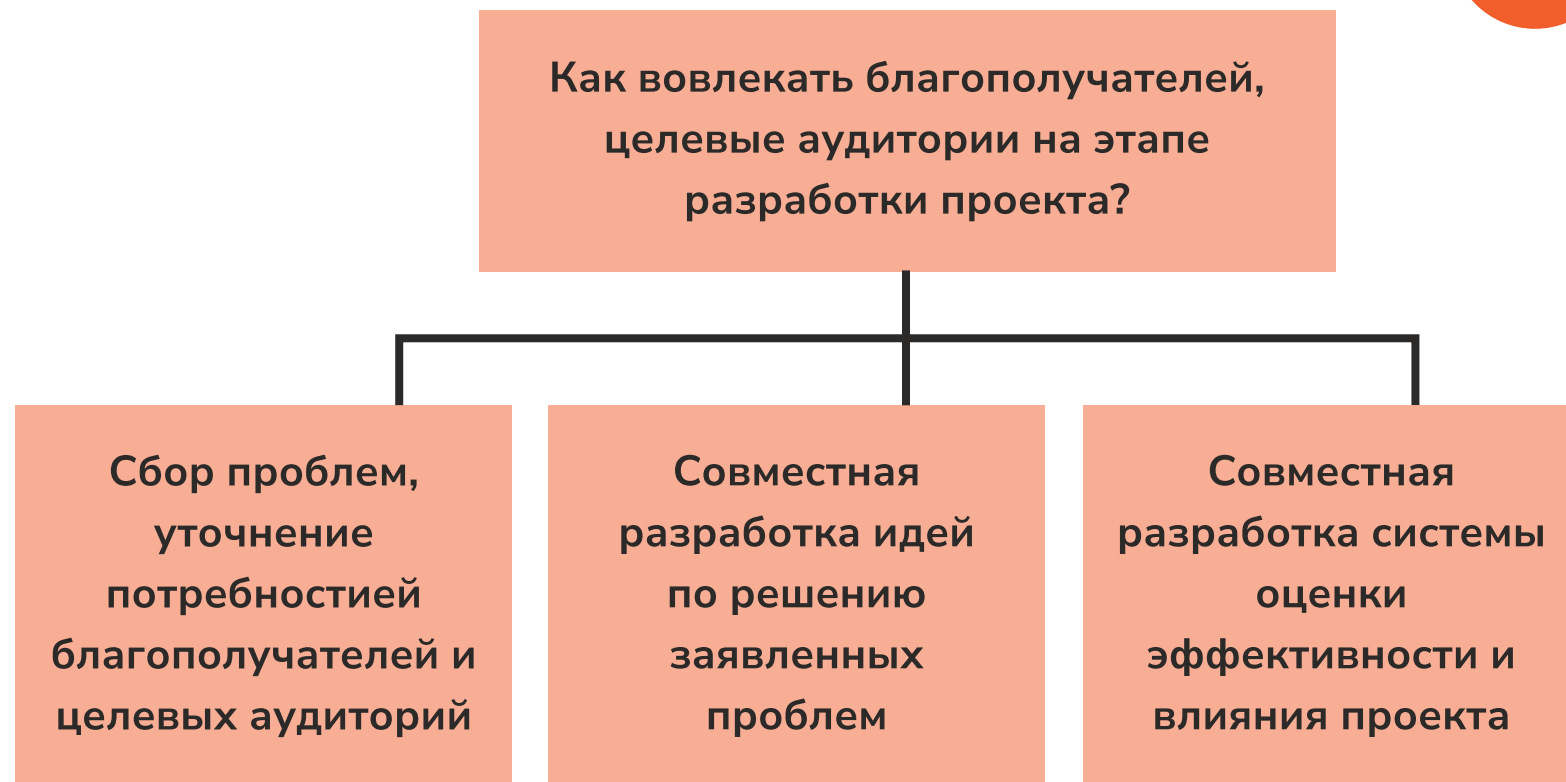 Как вовлекать благополучателей,
целевые аудитории на этапе
разработки проекта?
Сбор проблем,
уточнение
потребностией
благополучателей и
целевых аудиторий
Совместная
разработка идей
по решению
заявленных
проблем
Совместная
разработка системы
оценки
эффективности и
влияния проекта